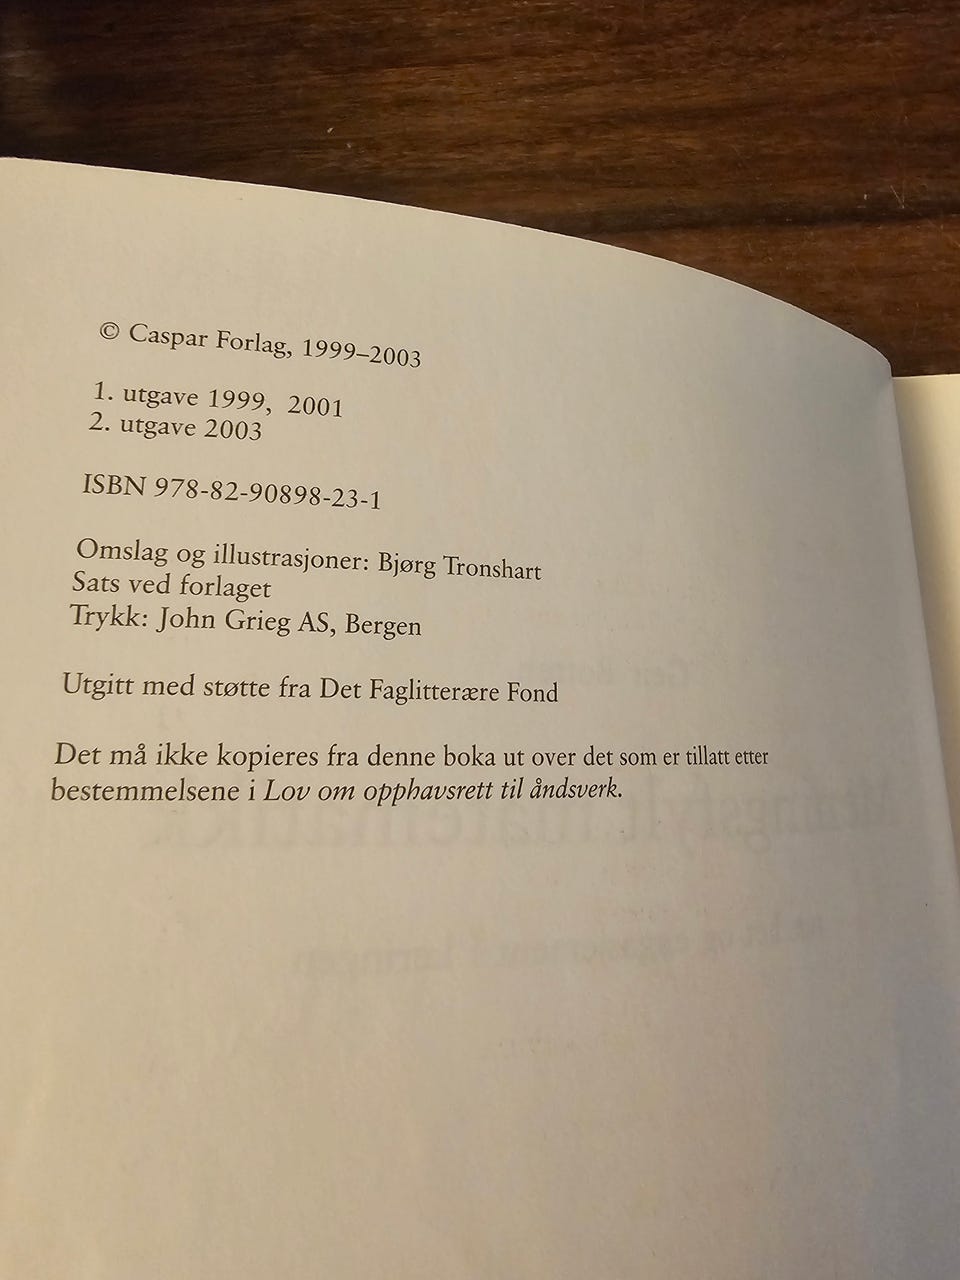 © Caspar Forlag, 1999–2003
1. utgave 1999, 2001
2. utgave 2003
ISBN 978-82-90898-23-1
Omslag og illustrasjoner: Bjørg Tronshart
Sats ved forlaget
Trykk: John Grieg AS, Bergen
Utgitt med støtte fra Det Faglitterære Fond
Det må ikke kopieres fra denne boka ut over det som er tillatt etter
bestemmelsene i Lov om opphavsrett til åndsverk.